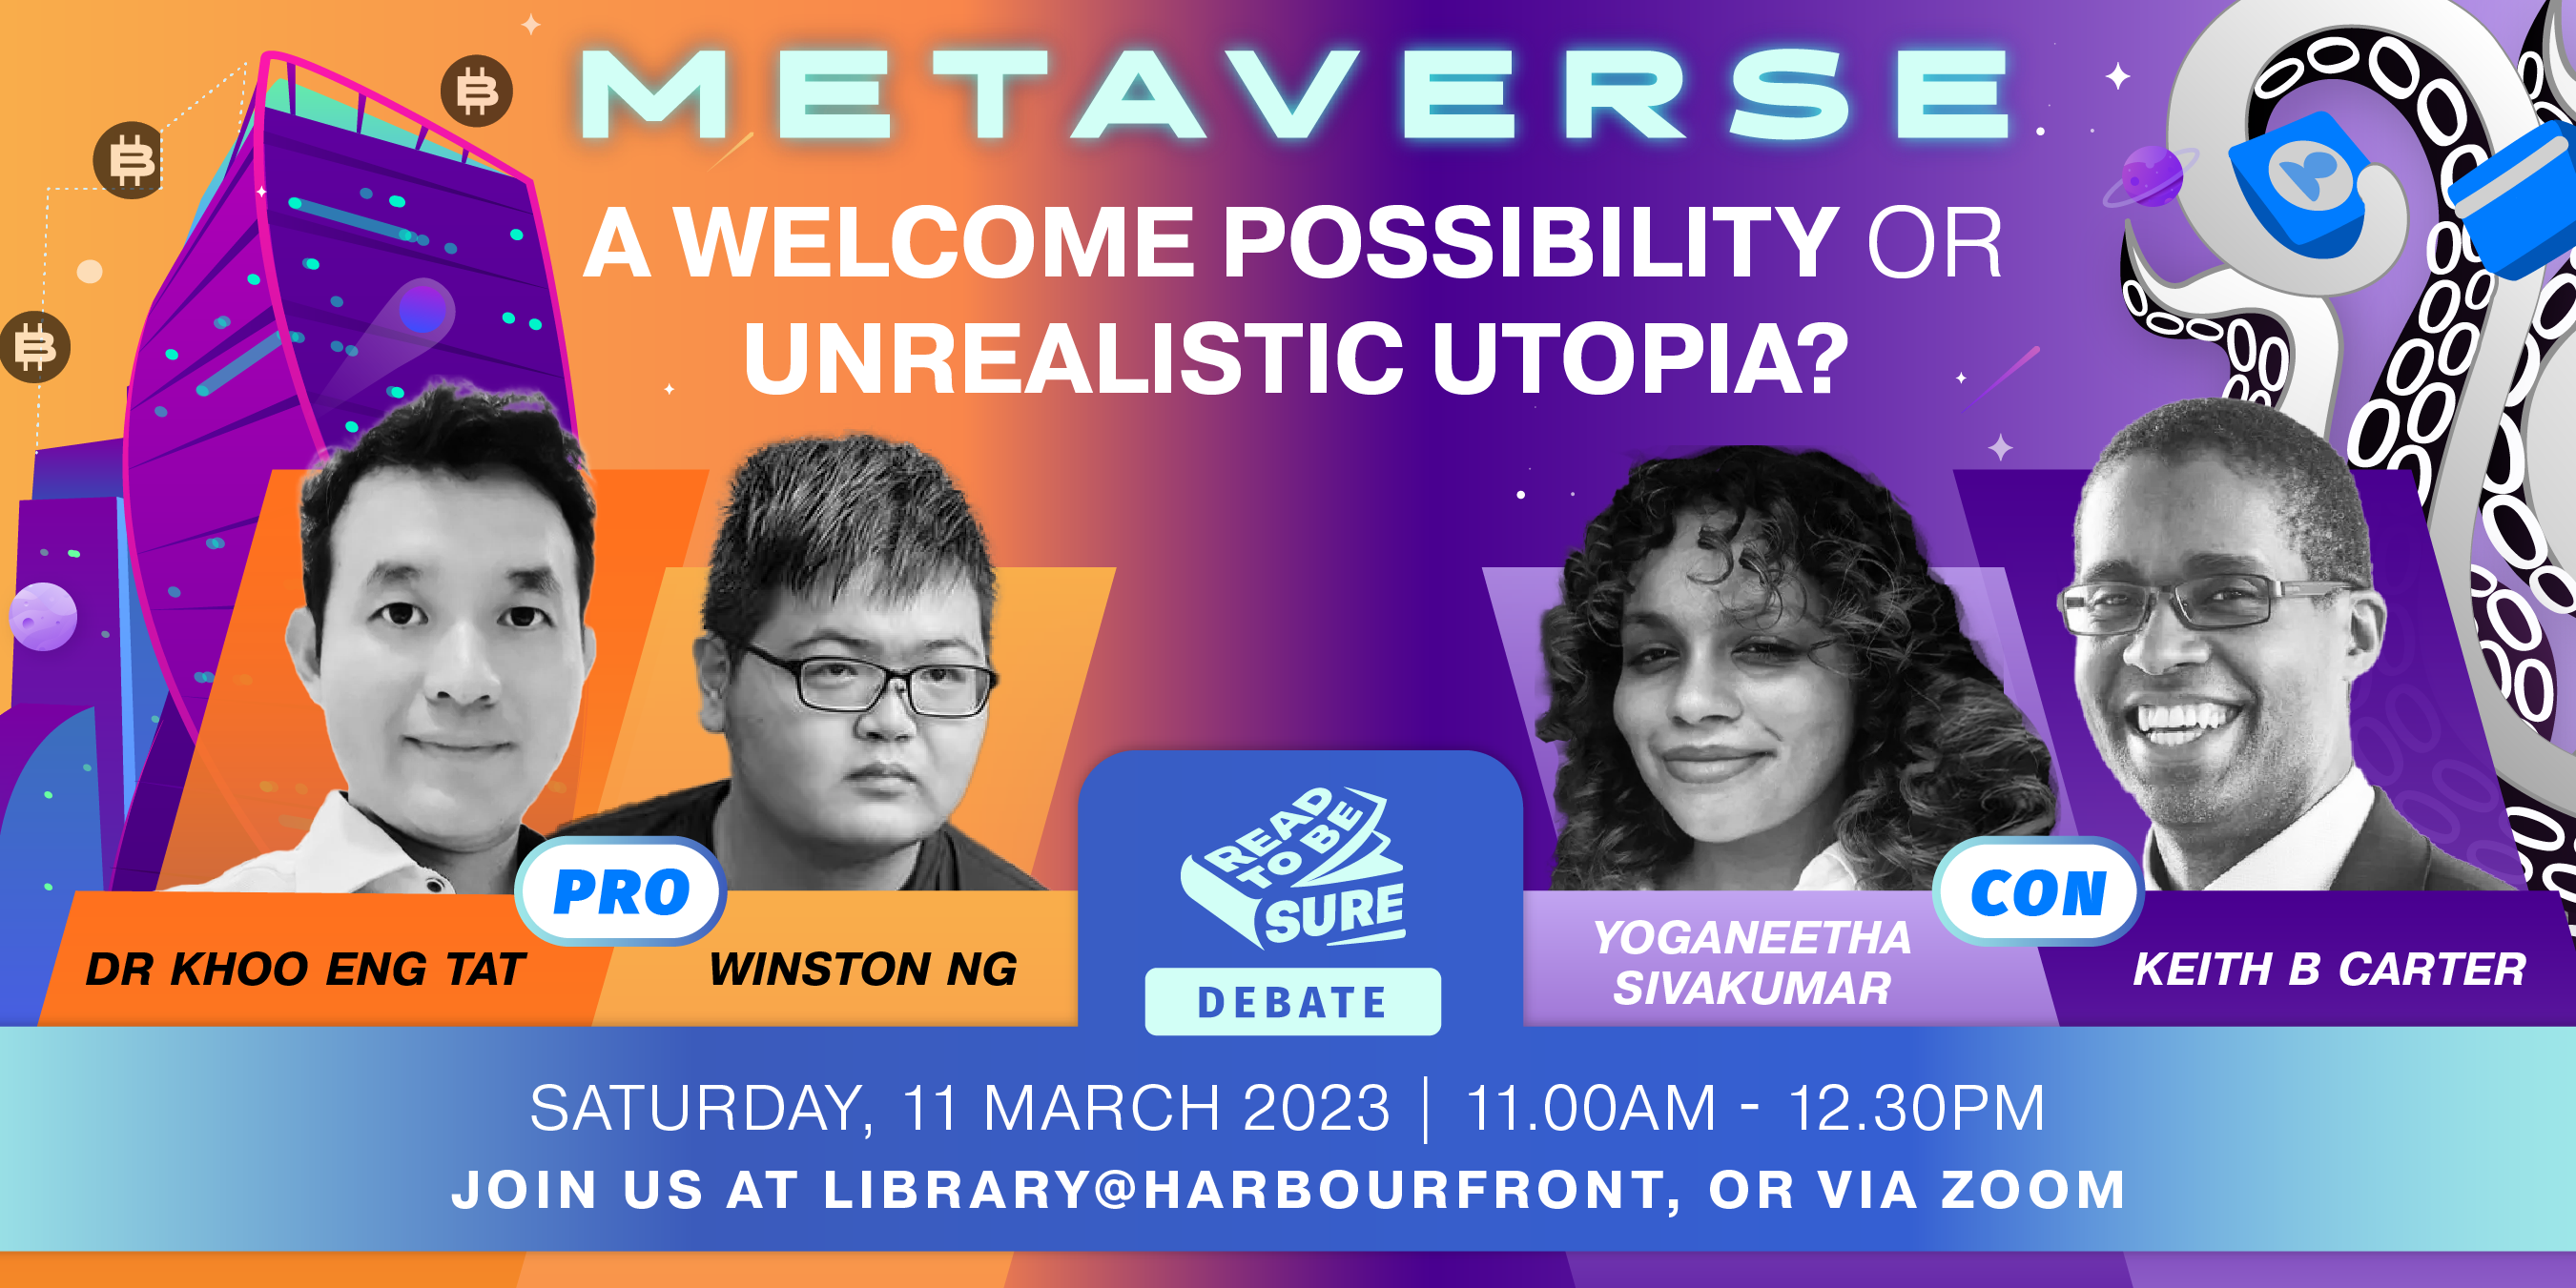 METAVERSE
A WELCOME POSSIBILITY OR
UNREALISTIC UTOPIA?
PRO
DR KHOO ENG TAT
WINSTON NG
READ
TO BE
SURE
DEBATE
CON
YOGANEETHA
SIVAKUMAR
KEITH B CARTER
SATURDAY, 11 MARCH 2023 | 11.00AM - 12.30PM
JOIN US AT LIBRARY@HARBOURFRONT, OR VIA ZOOM